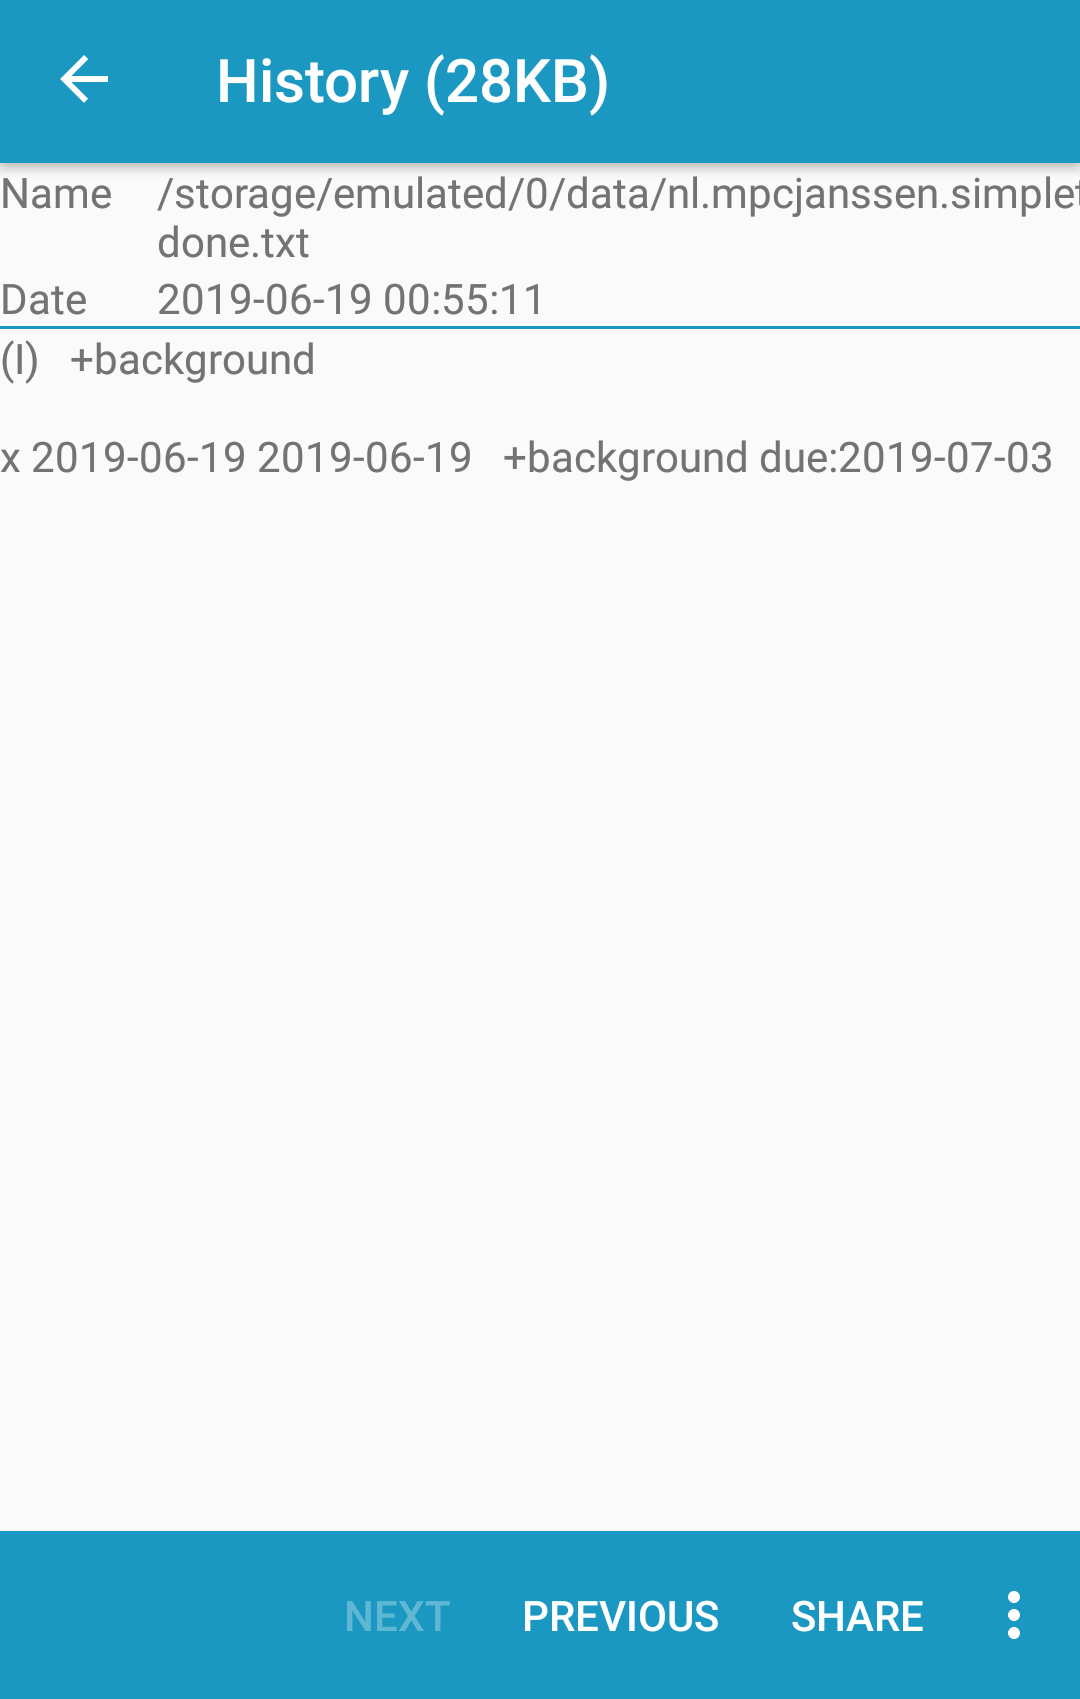 History (28KB)
Name /storage/emulated/0/data/nl.mpcjanssen.simplet
done.txt
Date 2019-06-19 00:55:11
(I) +background
x 2019-06-19 2019-06-19 +background due:2019-07-03
NEXT PREVIOUS SHARE